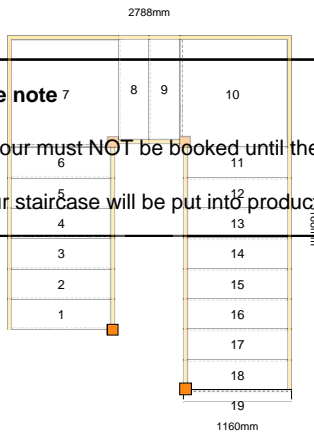 2788mm
e note
7 8 9 10
our must NOT be booked until the
6 11
5 12
r staircase will be put into produc
4 13
3 14
2 15
1 16
17
18
19
1160mm